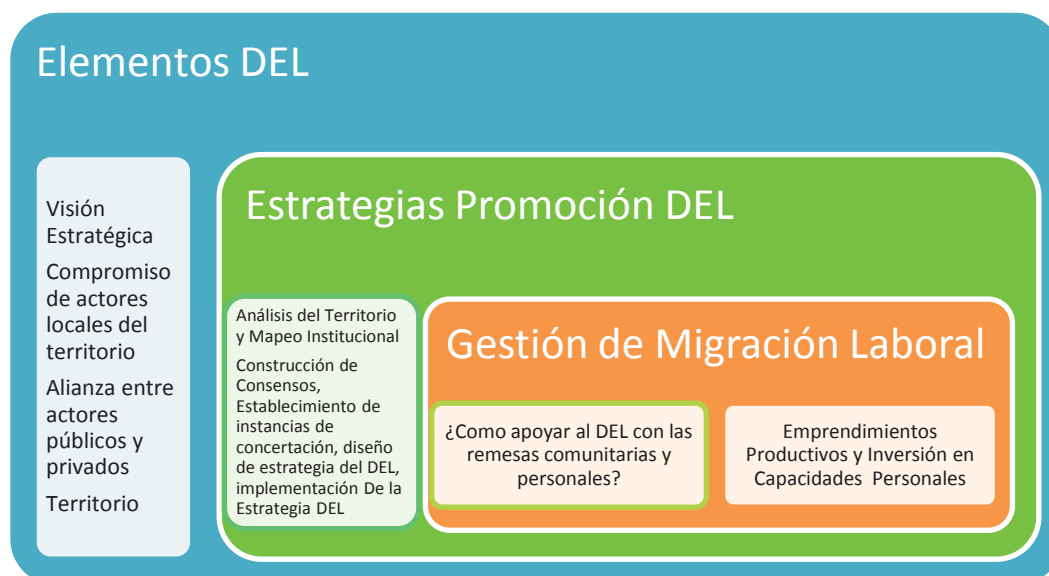 Elementos DEL
Visión
Estratégica
Compromiso
de actores
locales del
territorio
Alianza entre
actores
públicos y
privados
Territorio
Estrategias Promoción DEL
Análisis del Territorio
y Mapeo Institucional
Construcción de
Consensos,
Establecimiento de
instancias de
concertación, diseño
de estrategia del DEL,
implementación De la
Estrategia DEL
Gestión de Migración Laboral
¿Como apoyar al DEL con las
remesas comunitarias y
personales?
Emprendimientos
Productivos y Inversión en
Capacidades Personales